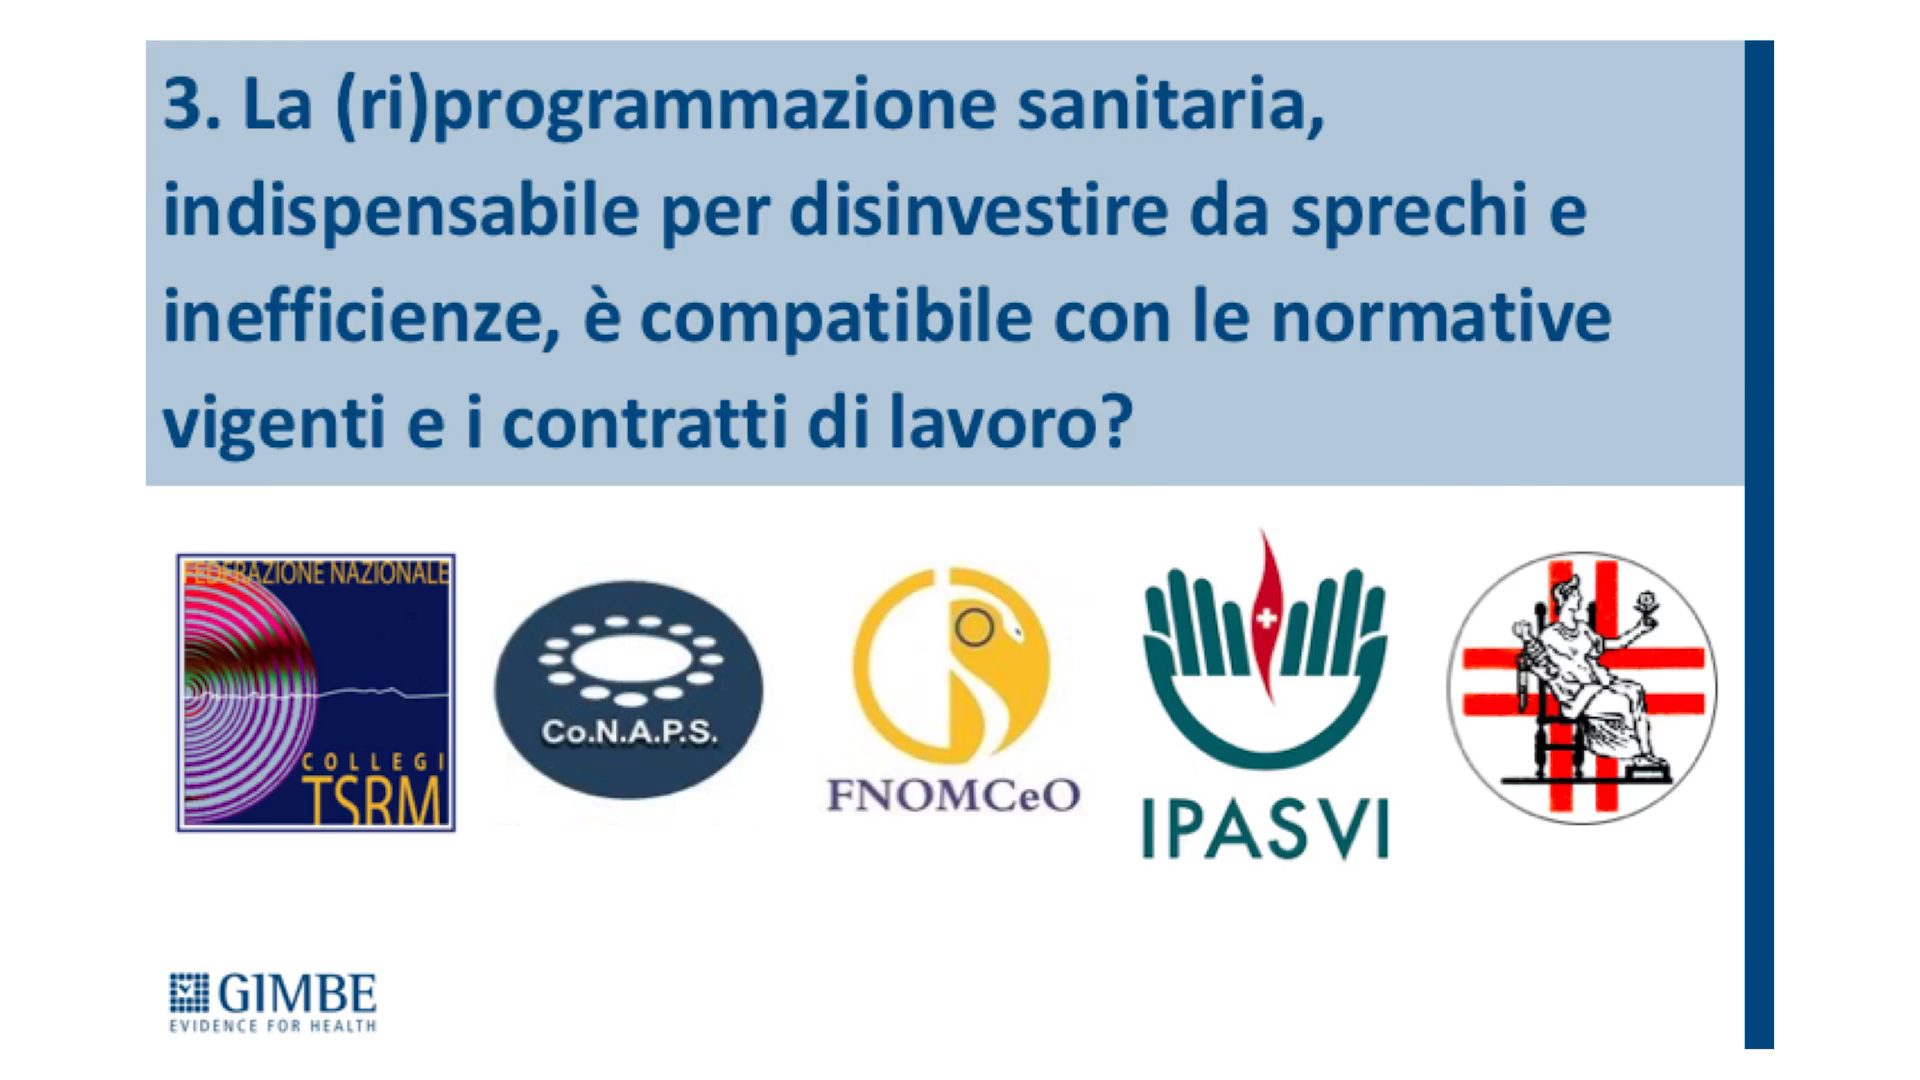 3. La (ri)programmazione sanitaria,
indispensabile per disinvestire da sprechi e
inefficienze, è compatibile con le normative
vigenti e i contratti di lavoro?
FEDERAZIONE NAZIONALE
COLLEGI
TSRM
Co.N.A.P.S.
FNOMCeO
IPASVI
GIMBE
EVIDENCE FOR HEALTH